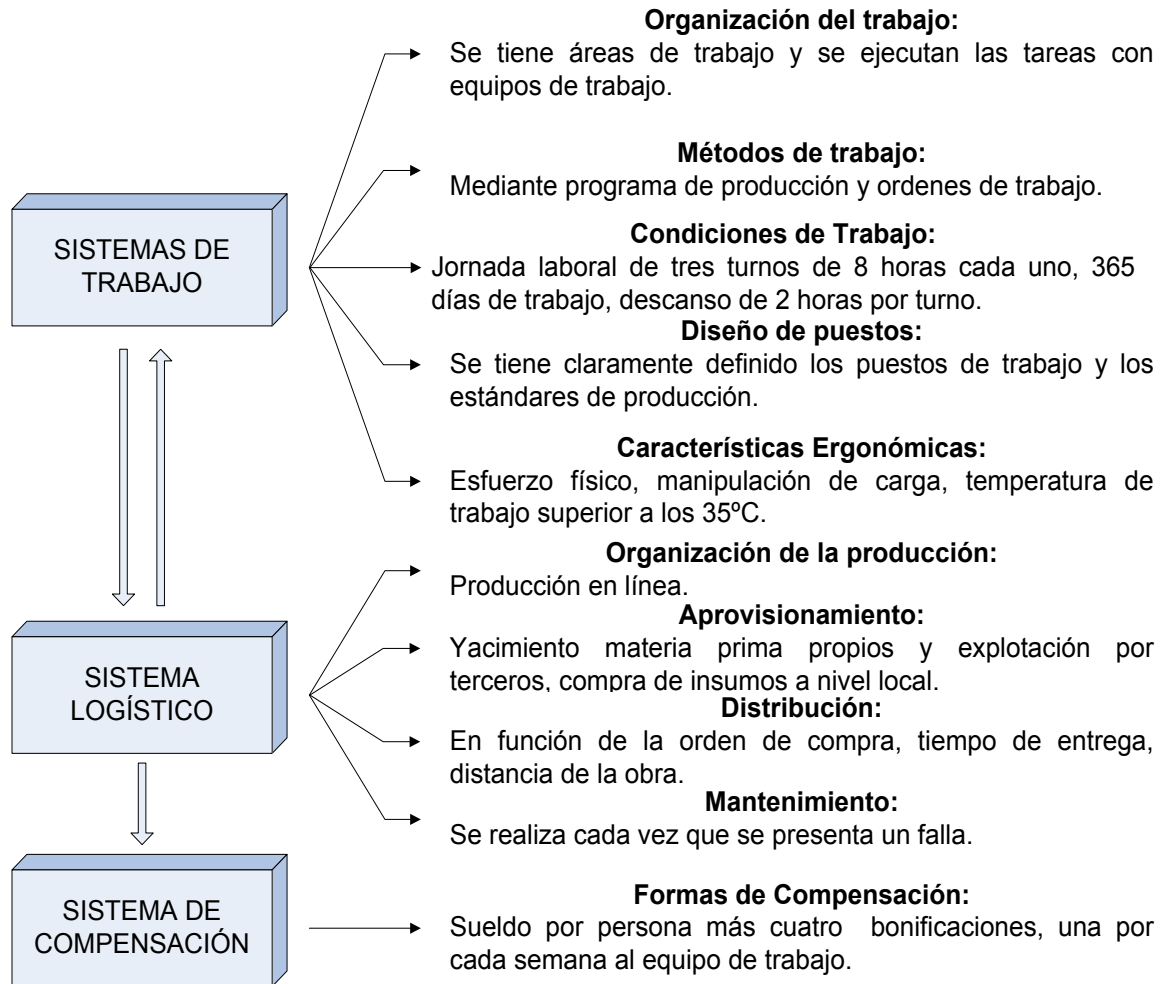 Organización del trabajo:
Se tiene áreas de trabajo y se ejecutan las tareas con
equipos de trabajo.
Métodos de trabajo:
Mediante programa de producción y ordenes de trabajo.
SISTEMAS DE
TRABAJO
Condiciones de Trabajo:
Jornada laboral de tres turnos de 8 horas cada uno, 365
días de trabajo, descanso de 2 horas por turno.
Diseño de puestos:
Se tiene claramente definido los puestos de trabajo y los
estándares de producción.
Características Ergonómicas:
Esfuerzo físico, manipulación de carga, temperatura de
trabajo superior a los 35ºC.
Organización de la producción:
Producción en línea.
Aprovisionamiento:
Yacimiento materia prima propios y explotación por
terceros, compra de insumos a nivel local.
SISTEMA
LOGÍSTICO
Distribución:
En función de la orden de compra, tiempo de entrega,
distancia de la obra.
Mantenimiento:
Se realiza cada vez que se presenta un falla.
SISTEMA DE
COMPENSACIÓN
Formas de Compensación:
Sueldo por persona más cuatro bonificaciones, una por
cada semana al equipo de trabajo.